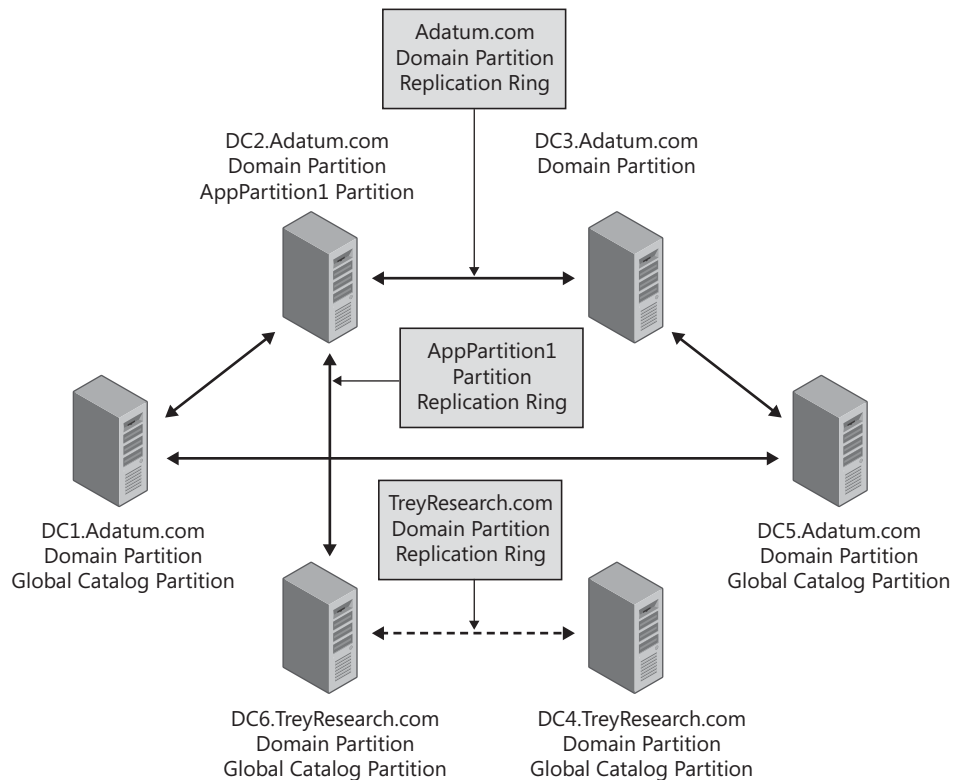 Adatum.com
Domain Partition
Replication Ring
DC2.Adatum.com
Domain Partition
AppPartition1 Partition
DC3.Adatum.com
Domain Partition
AppPartition1
Partition
Replication Ring
DC1.Adatum.com
Domain Partition
Global Catalog Partition
TreyResearch.com
Domain Partition
Replication Ring
DC5.Adatum.com
Domain Partition
Global Catalog Partition
DC6.TreyResearch.com
Domain Partition
Global Catalog Partition
DC4.TreyResearch.com
Domain Partition
Global Catalog Partition